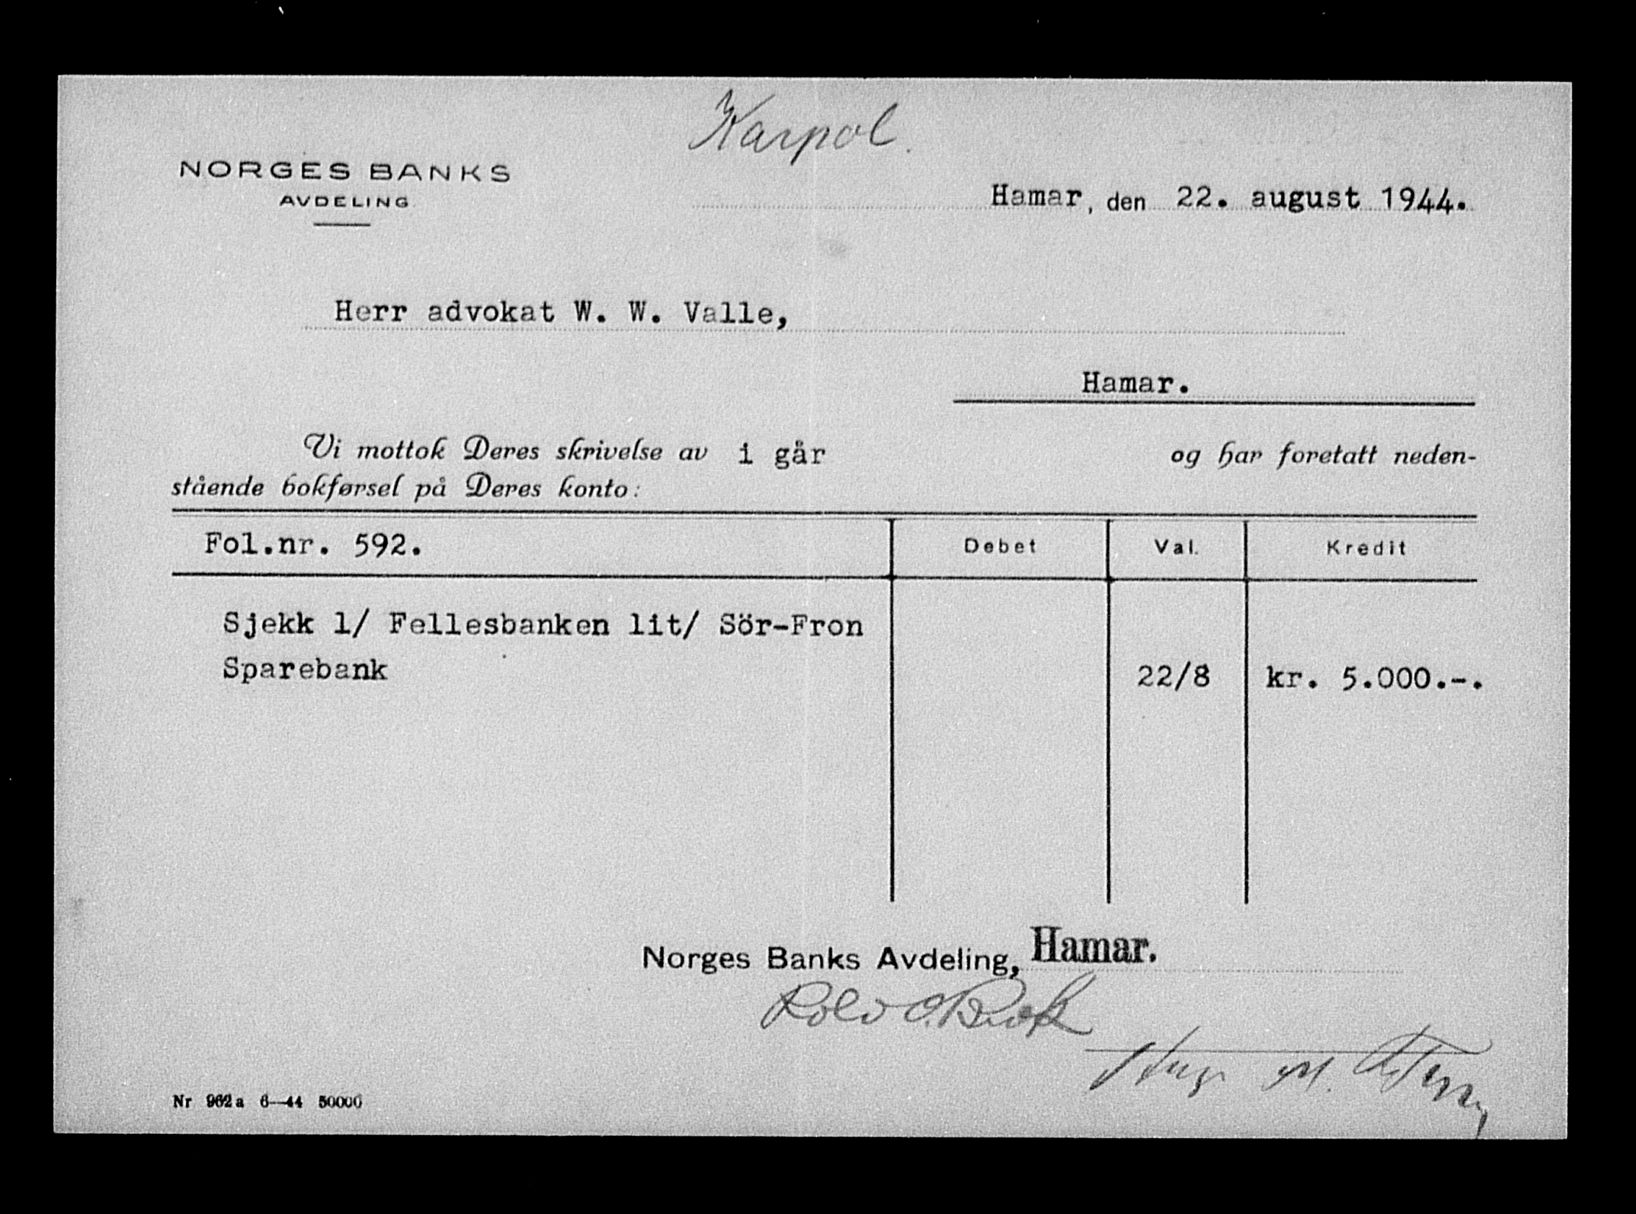 Karpol.
NORGES BANKS
AVDELING
Hamar, den 22. august 1944.
Herr advokat W. W. Valle,
Hamar.
Vi mottok Deres skrivelse av i går og har foretatt neden-
stående bokførsel på Deres konto:
Fol.nr. 592. Debet Val. Kredit
Sjekk 1/ Fellesbanken lit/ Sör-Fron
Sparebank 22/8 kr. 5.000.-.
Norges Banks Avdeling, Hamar.
Nr 962a 6-44 50000